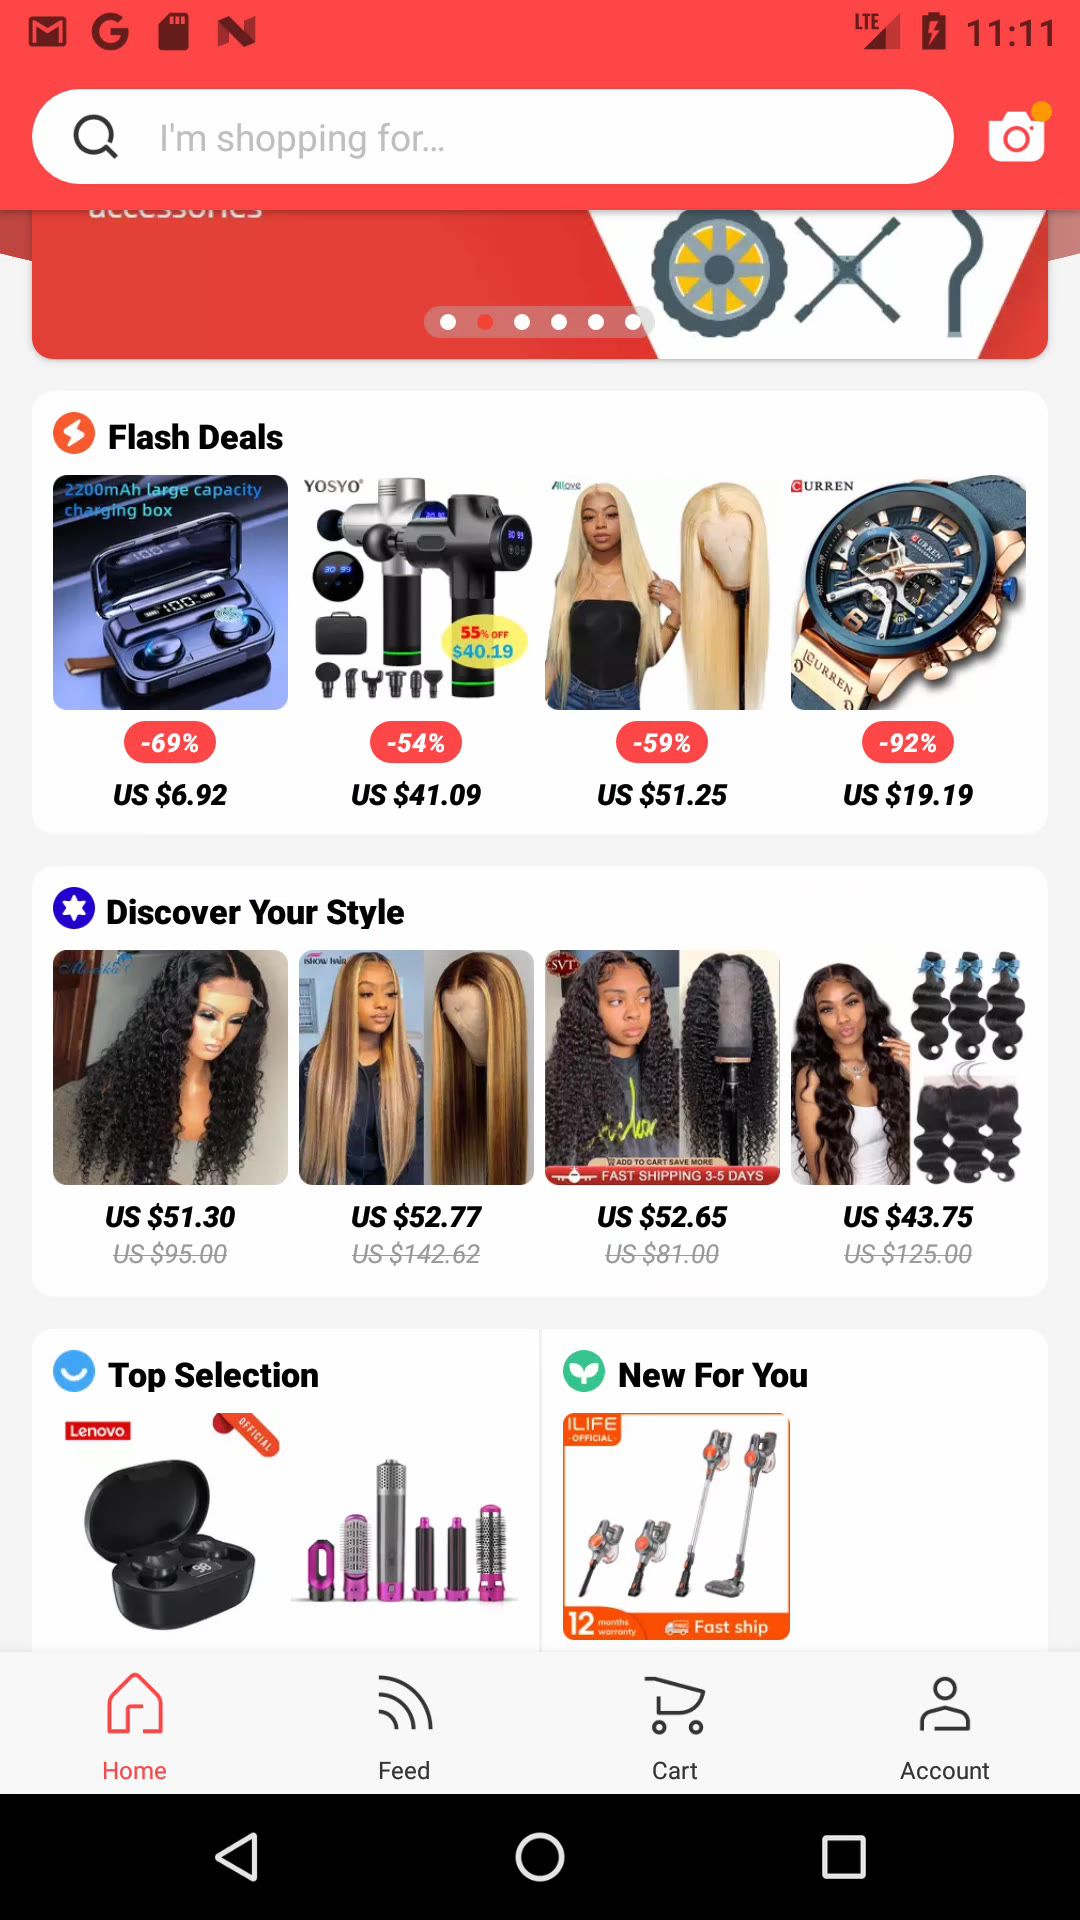 LTE 11:11
I'm shopping for...
accessories
Flash Deals
2200mAh large capacity
charging box
YOSYO
55% OFF
$40.19
Allove
CURREN
-69%
-54%
-59%
-92%
US $6.92
US $41.09
US $51.25
US $19.19
Discover Your Style
ISHOW HAIR
SVT
ADD TO CART SAVE MORE
FAST SHIPPING 3-5 DAYS
US $51.30
US $52.77
US $52.65
US $43.75
US $95.00
US $142.62
US $81.00
US $125.00
Top Selection
New For You
Lenovo
OFFICIAL
ILIFE
-OFFICIAL-
12 months
warranty
Fast ship
Home
Feed
Cart
Account